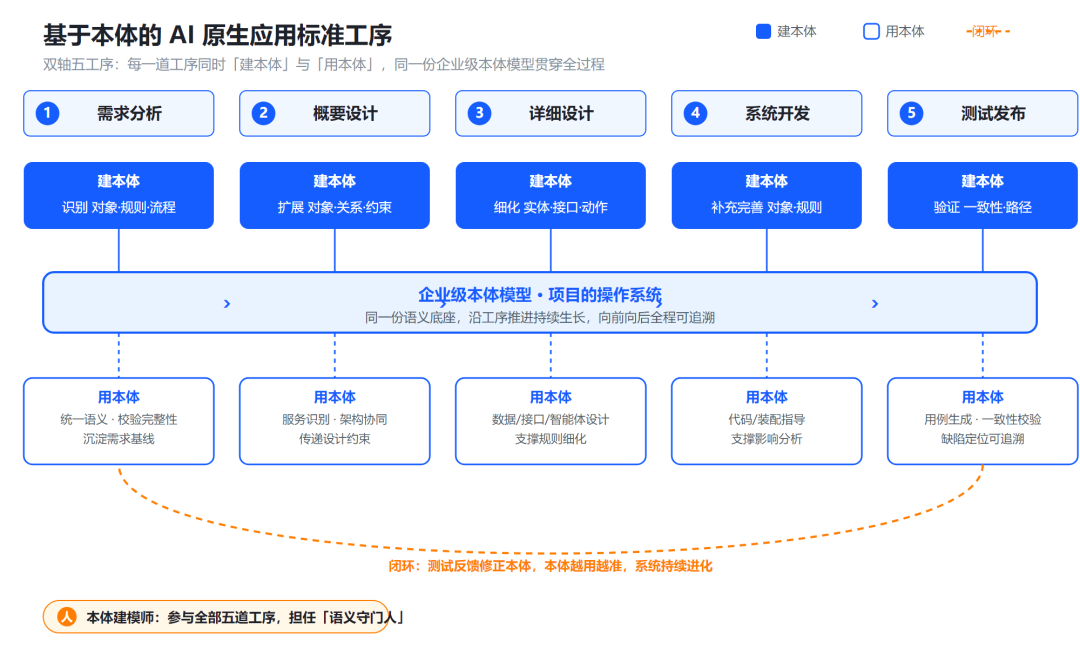 基于本体的 AI 原生应用标准工序
建本体
用本体
闭环
双轴五工序：每一道工序同时「建本体」与「用本体」，同一份企业级本体模型贯穿全过程
1 需求分析
2 概要设计
3 详细设计
4 系统开发
5 测试发布
建本体
识别 对象·规则·流程
建本体
扩展 对象·关系·约束
建本体
细化 实体·接口·动作
建本体
补充完善 对象·规则
建本体
验证 一致性·路径
企业级本体模型·项目的操作系统
同一份语义底座，沿工序推进持续生长，向前向后全程可追溯
用本体
统一语义 · 校验完整性
沉淀需求基线
用本体
服务识别 · 架构协同
传递设计约束
用本体
数据/接口/智能体设计
支撑规则细化
用本体
代码/装配指导
支撑影响分析
用本体
用例生成 · 一致性校验
缺陷定位可追溯
闭环：测试反馈修正本体，本体越用越准，系统持续进化
人 本体建模师：参与全部五道工序，担任「语义守门人」